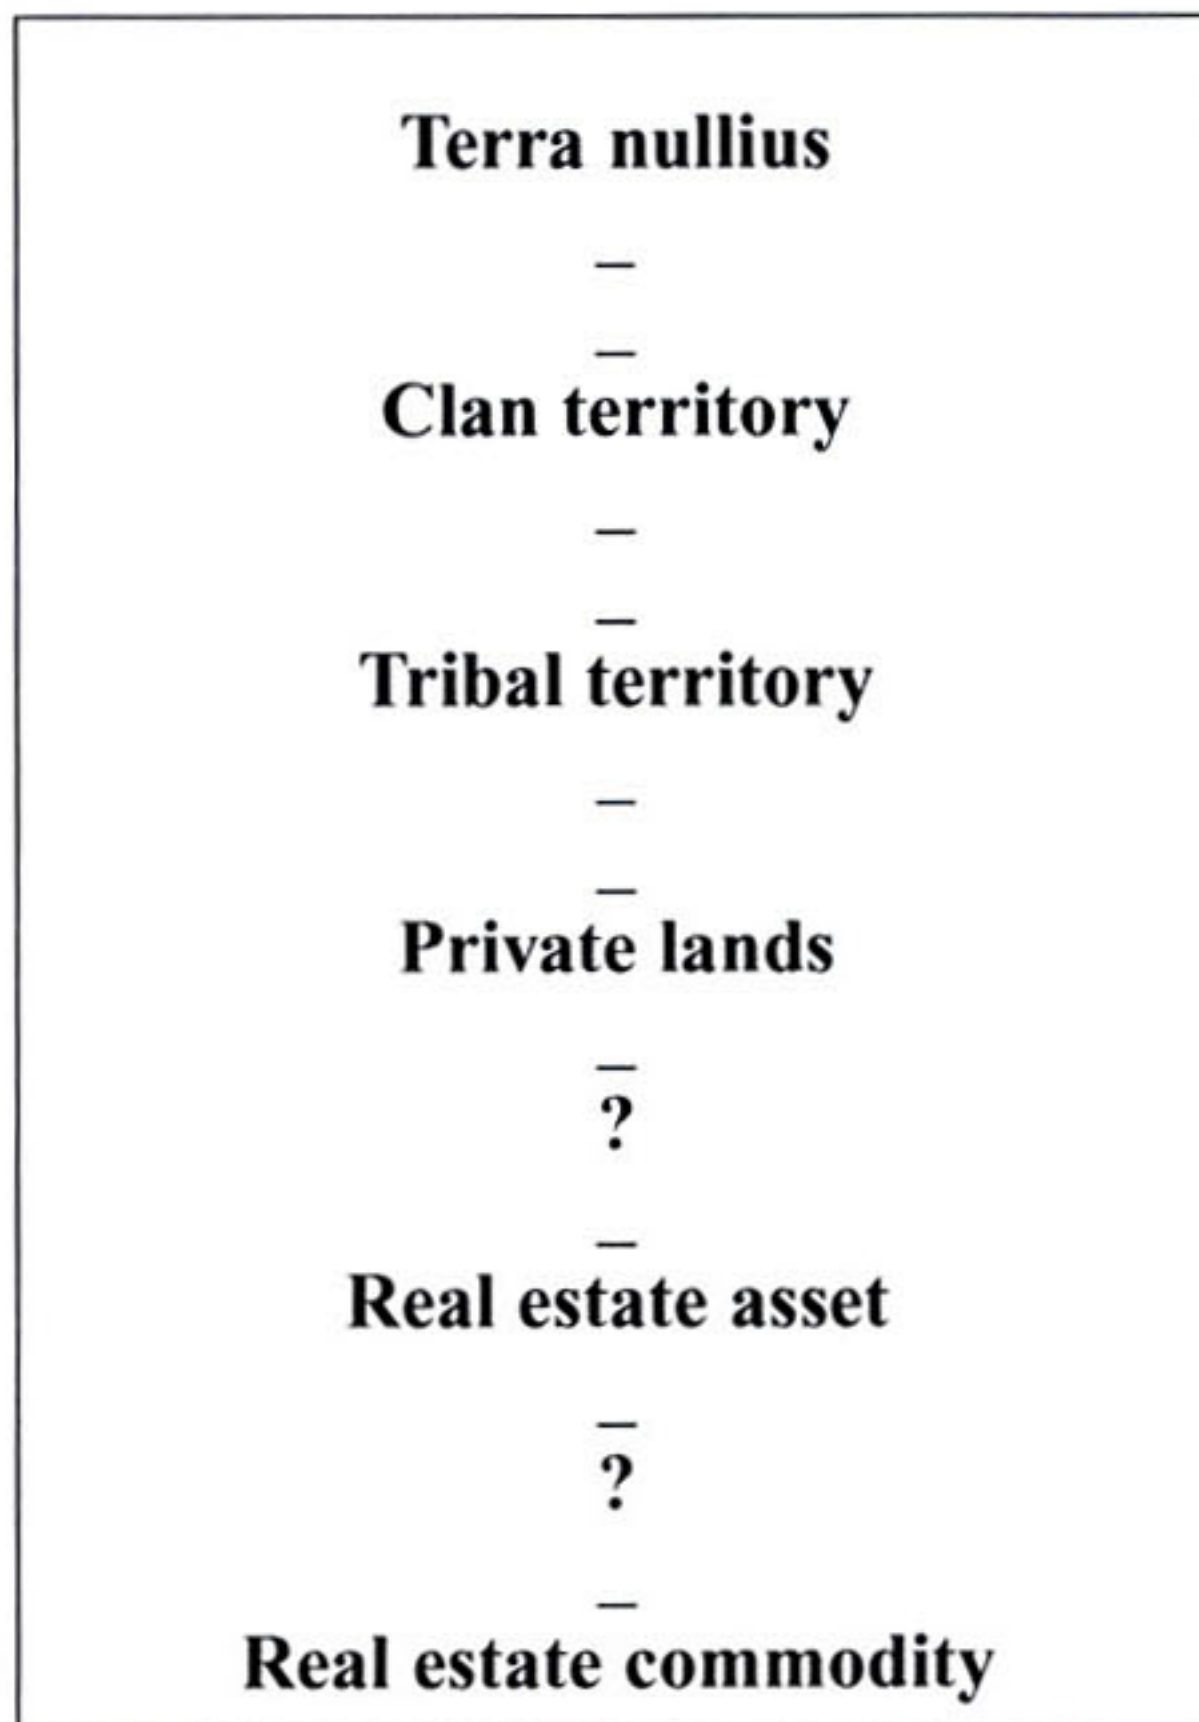 Terra nullius
–
–
Clan territory
–
–
Tribal territory
–
–
Private lands
–
?
–
Real estate asset
–
?
–
Real estate commodity